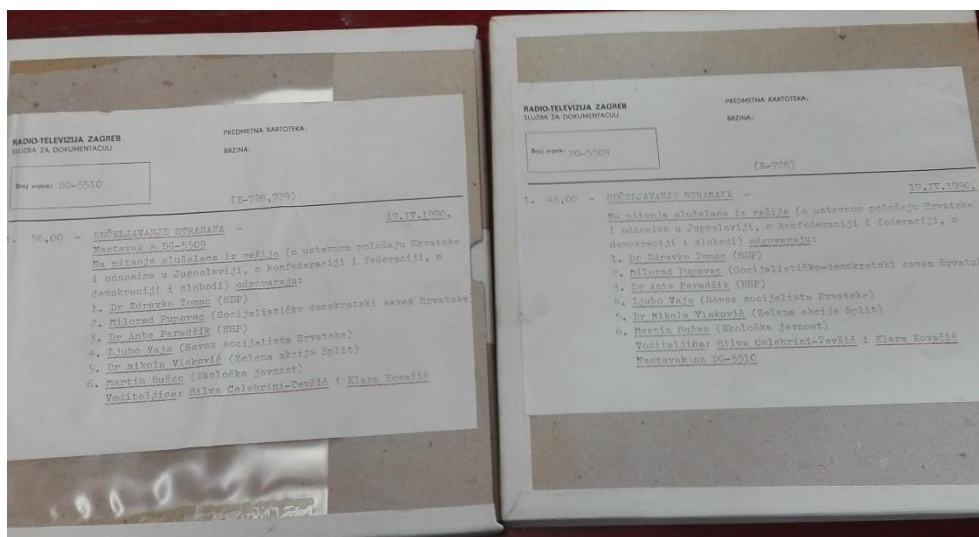 RADIO-TELEVIZIJA ZAGREB
SLUŽBA ZA DOKUMENTACIJU
PREDMETNA KARTOTEKA:
BRZINA:
Broj vrpce: DG-5510
(E-728,729)
1. 56,00 - SUČELJAVANJE STRANAKA -
17.IV.1990.
Nastavak s DG-5509
Na pitanja slušalaca iz režije (o ustavnom položaju Hrvatske
i odnosima u Jugoslaviji, o konfederaciji i federaciji, o
demokraciji i slobodi) odgovaraju:
1. Dr Zdravko Tomac (SDP)
2. Milorad Pupovac (Socijalističko demokratski savez Hrvatske)
3. Dr Ante Paradžik (HSP)
4. Ljubo Vaja (Savez socijalista Hrvatske)
5. Dr Nikola Visković (Zelena akcija Split)
6. Martin Sušec (Ekološka javnost)
Voditeljice: Silva Celebrini-Tevšić i Klara Kovačić
RADIO-TELEVIZIJA ZAGREB
SLUŽBA ZA DOKUMENTACIJU
PREDMETNA KARTOTEKA:
BRZINA:
Broj vrpce: DG-5509
(E-728)
1. 48,00 - SUČELJAVANJE STRANAKA -
17.IV.1990.
Na pitanja slušalaca iz režije (o ustavnom položaju Hrvatske
i odnosima u Jugoslaviji, o konfederaciji i federaciji, o
demokraciji i slobodi) odgovaraju:
1. Dr Zdravko Tomac (SDP)
2. Milorad Pupovac (Socijalističko-demokratski savez Hrvatsk
3. Dr Ante Paradžik (HSP)
4. Ljubo Vaja (Savez socijalista Hrvatske)
5. Dr Nikola Visković (Zelena akcija Split)
6. Martin Sušec (Ekološka javnost)
Voditeljice: Silva Celebrini-Tevšić i Klara Kovačić
Nastavak na DG-5510